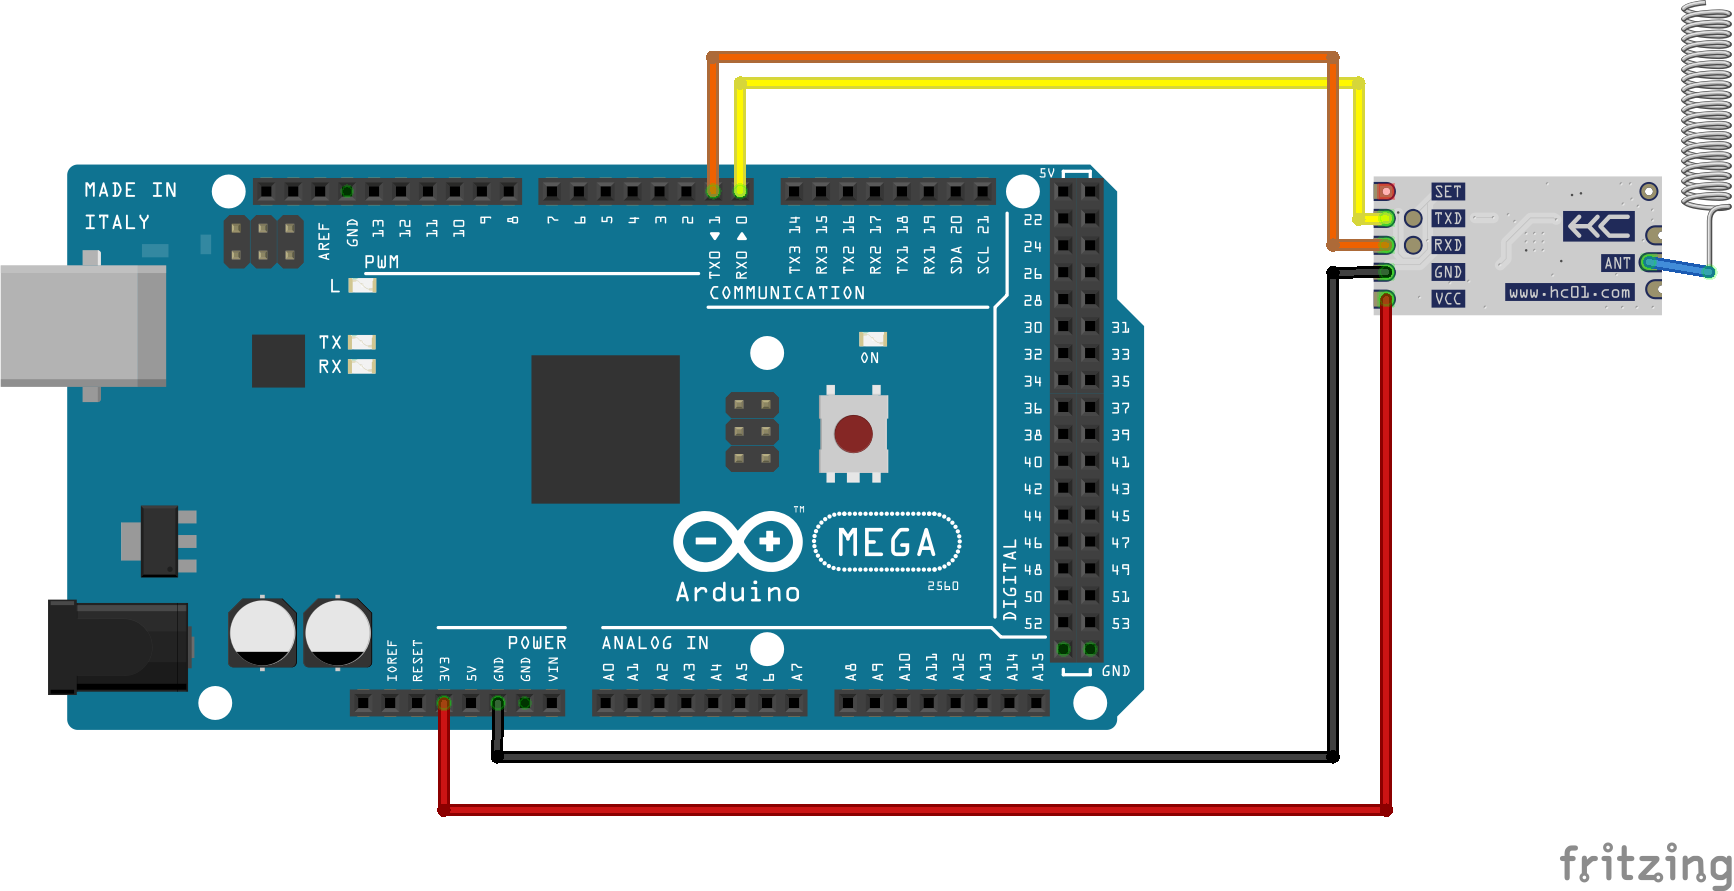 MADE IN
ITALY
AREF
GND
13
12
11
10
9
8
7
6
5
4
3
2
TX0 1
RX0 0
TX3 14
RX3 15
TX2 16
RX2 17
TX1 18
RX1 19
SDA 20
SCL 21
PWM
COMMUNICATION
L
TX
RX
ON
5V
22
24
26
28
30 31
32 33
34 35
36 37
38 39
40 41
42 43
44 45
46 47
48 49
50 51
52 53
GND
DIGITAL
TM
MEGA
2560
Arduino
POWER
ANALOG IN
IOREF
RESET
3V3
5V
GND
GND
VIN
A0
A1
A2
A3
A4
A5
6
A7
A8
A9
A10
A11
A12
A13
A14
A15
SET
TXD
RXD
GND
VCC
HC
ANT
www.hc01.com
fritzing